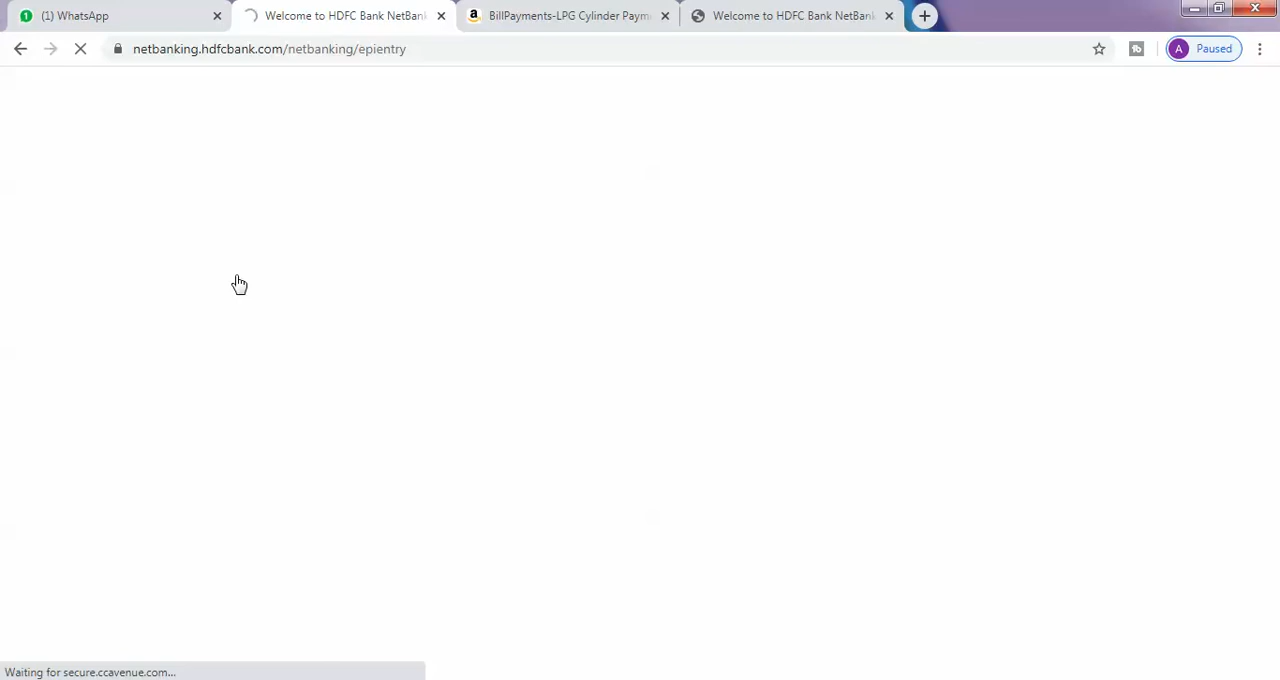 1 (1) WhatsApp
Welcome to HDFC Bank NetBank
a BillPayments-LPG Cylinder Paym
Welcome to HDFC Bank NetBank
netbanking.hdfcbank.com/netbanking/epientry
A Paused
Waiting for secure.ccavenue.com...